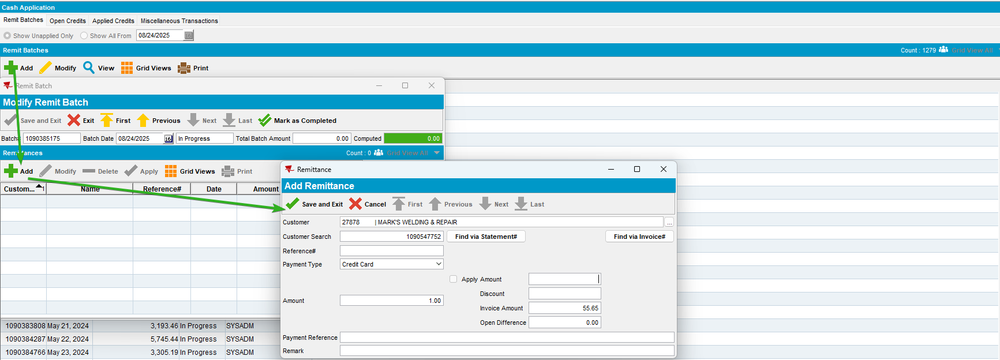 Cash Application
Remit Batches Open Credits Applied Credits Miscellaneous Transactions
Show Unapplied Only Show All From 08/24/2025 16
Remit Batches Count : 1279 Grid View All
Add Modify View Grid Views Print
Remit Batch
Modify Remit Batch
Save and Exit Exit First Previous Next Last Mark as Completed
Batch# 1090385175 Batch Date 08/24/2025 16 In Progress Total Batch Amount 0.00 Computed 0.00
Remittances Count : 0 Grid View All
Add Modify Delete Apply Grid Views Print
Custom... 1 Name Reference# Date Amount
Remittance
Add Remittance
Save and Exit Cancel First Previous Next Last
Customer 27878 | MARK'S WELDING & REPAIR ...
Customer Search 1090547752 Find via Statement# Find via Invoice#
Reference#
Payment Type Credit Card
Apply Amount
Discount
Amount 1.00
Invoice Amount 55.65
Open Difference 0.00
Payment Reference
Remark
1090383808 May 21, 2024 3,193.46 In Progress SYSADM
1090384287 May 22, 2024 5,745.44 In Progress SYSADM
1090384766 May 23, 2024 3,305.19 In Progress SYSADM